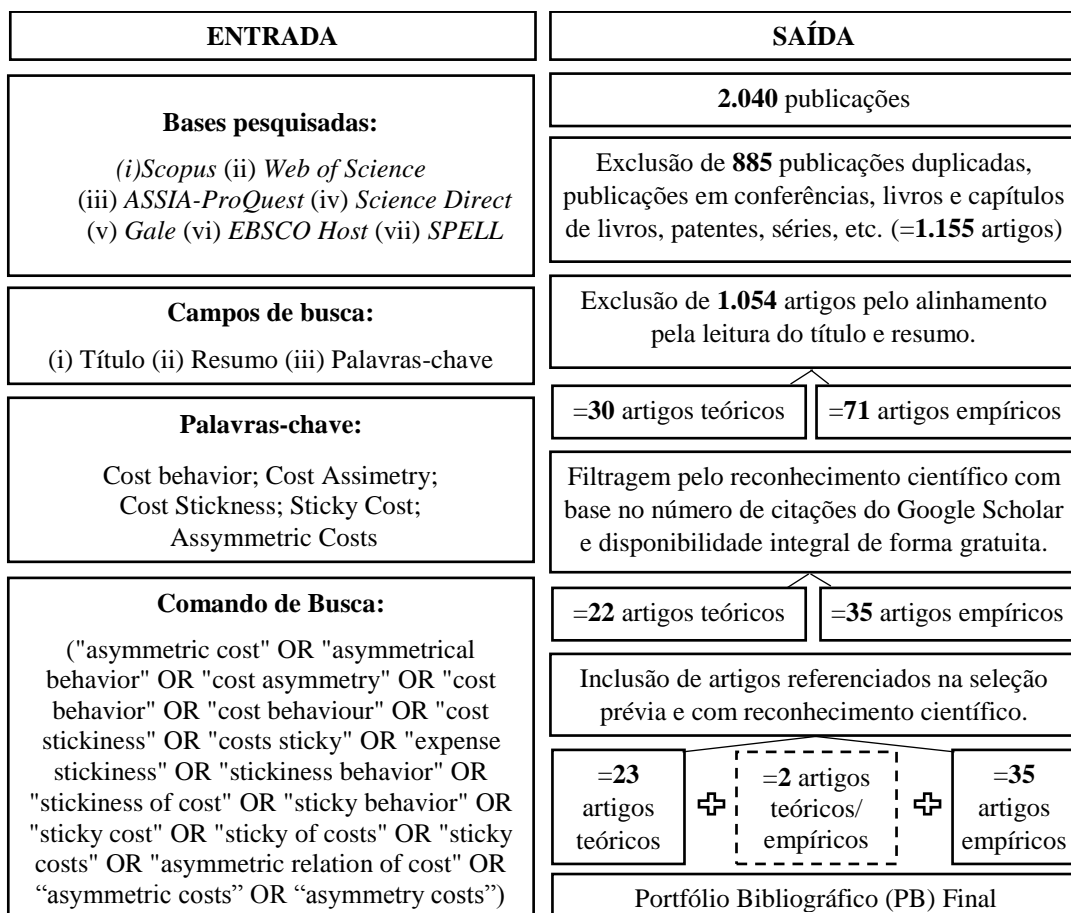 ENTRADA
Bases pesquisadas:
(i)Scopus (ii) Web of Science
(iii) ASSIA-ProQuest (iv) Science Direct
(v) Gale (vi) EBSCO Host (vii) SPELL
Campos de busca:
(i) Título (ii) Resumo (iii) Palavras-chave
Palavras-chave:
Cost behavior; Cost Assimetry;
Cost Stickness; Sticky Cost;
Assymmetric Costs
Comando de Busca:
("asymmetric cost" OR "asymmetrical
behavior" OR "cost asymmetry" OR "cost
behavior" OR "cost behaviour" OR "cost
stickiness" OR "costs sticky" OR "expense
stickiness" OR "stickiness behavior" OR
"stickiness of cost" OR "sticky behavior" OR
"sticky cost" OR "sticky of costs" OR "sticky
costs" OR "asymmetric relation of cost" OR
“asymmetric costs” OR “asymmetry costs”)
SAÍDA
2.040 publicações
Exclusão de 885 publicações duplicadas,
publicações em conferências, livros e capítulos
de livros, patentes, séries, etc. (=1.155 artigos)
Exclusão de 1.054 artigos pelo alinhamento
pela leitura do título e resumo.
=30 artigos teóricos
=71 artigos empíricos
Filtragem pelo reconhecimento científico com
base no número de citações do Google Scholar
e disponibilidade integral de forma gratuita.
=22 artigos teóricos
=35 artigos empíricos
Inclusão de artigos referenciados na seleção
prévia e com reconhecimento científico.
=23
artigos
teóricos
=2 artigos
teóricos/
empíricos
=35
artigos
empíricos
Portfólio Bibliográfico (PB) Final